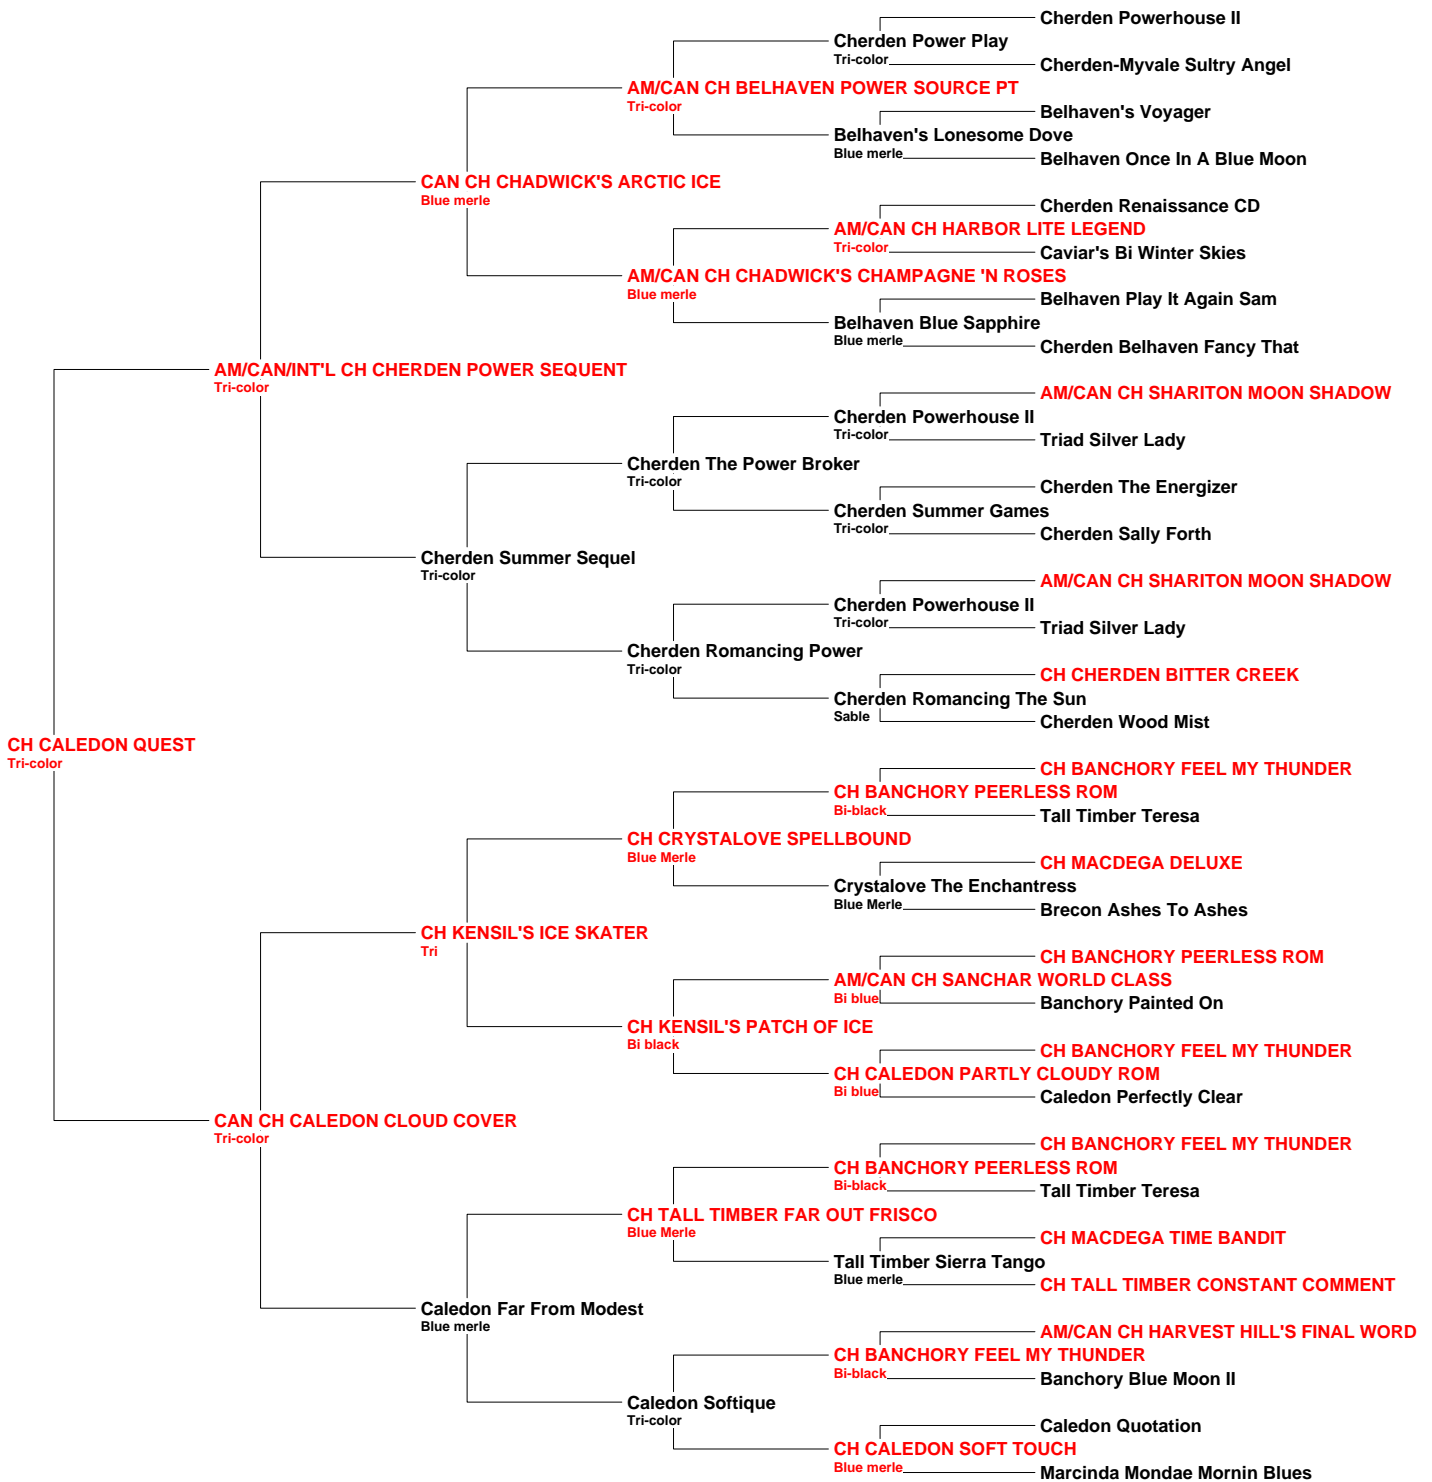 Cherden Powerhouse II
Cherden Power Play
Tri-color
Cherden-Myvale Sultry Angel
AM/CAN CH BELHAVEN POWER SOURCE PT
Tri-color
Belhaven's Voyager
Belhaven's Lonesome Dove
Blue merle
Belhaven Once In A Blue Moon
CAN CH CHADWICK'S ARCTIC ICE
Blue merle
Cherden Renaissance CD
AM/CAN CH HARBOR LITE LEGEND
Tri-color
Caviar's Bi Winter Skies
AM/CAN CH CHADWICK'S CHAMPAGNE 'N ROSES
Blue merle
Belhaven Play It Again Sam
Belhaven Blue Sapphire
Blue merle
Cherden Belhaven Fancy That
AM/CAN/INT'L CH CHERDEN POWER SEQUENT
Tri-color
AM/CAN CH SHARITON MOON SHADOW
Cherden Powerhouse II
Tri-color
Triad Silver Lady
Cherden The Power Broker
Tri-color
Cherden The Energizer
Cherden Summer Games
Tri-color
Cherden Sally Forth
Cherden Summer Sequel
Tri-color
AM/CAN CH SHARITON MOON SHADOW
Cherden Powerhouse II
Tri-color
Triad Silver Lady
Cherden Romancing Power
Tri-color
CH CHERDEN BITTER CREEK
Cherden Romancing The Sun
Sable
Cherden Wood Mist
CH CALEDON QUEST
Tri-color
CH BANCHORY FEEL MY THUNDER
CH BANCHORY PEERLESS ROM
Bi-black
Tall Timber Teresa
CH CRYSTALOVE SPELLBOUND
Blue Merle
CH MACDEGA DELUXE
Crystalove The Enchantress
Blue Merle
Brecon Ashes To Ashes
CH KENSIL'S ICE SKATER
Tri
CH BANCHORY PEERLESS ROM
AM/CAN CH SANCHAR WORLD CLASS
Bi blue
Banchory Painted On
CH KENSIL'S PATCH OF ICE
Bi black
CH BANCHORY FEEL MY THUNDER
CH CALEDON PARTLY CLOUDY ROM
Bi blue
Caledon Perfectly Clear
CAN CH CALEDON CLOUD COVER
Tri-color
CH BANCHORY FEEL MY THUNDER
CH BANCHORY PEERLESS ROM
Bi-black
Tall Timber Teresa
CH TALL TIMBER FAR OUT FRISCO
Blue Merle
CH MACDEGA TIME BANDIT
Tall Timber Sierra Tango
Blue merle
CH TALL TIMBER CONSTANT COMMENT
Caledon Far From Modest
Blue merle
AM/CAN CH HARVEST HILL'S FINAL WORD
CH BANCHORY FEEL MY THUNDER
Bi-black
Banchory Blue Moon II
Caledon Softique
Tri-color
Caledon Quotation
CH CALEDON SOFT TOUCH
Blue merle
Marcinda Mondae Mornin Blues